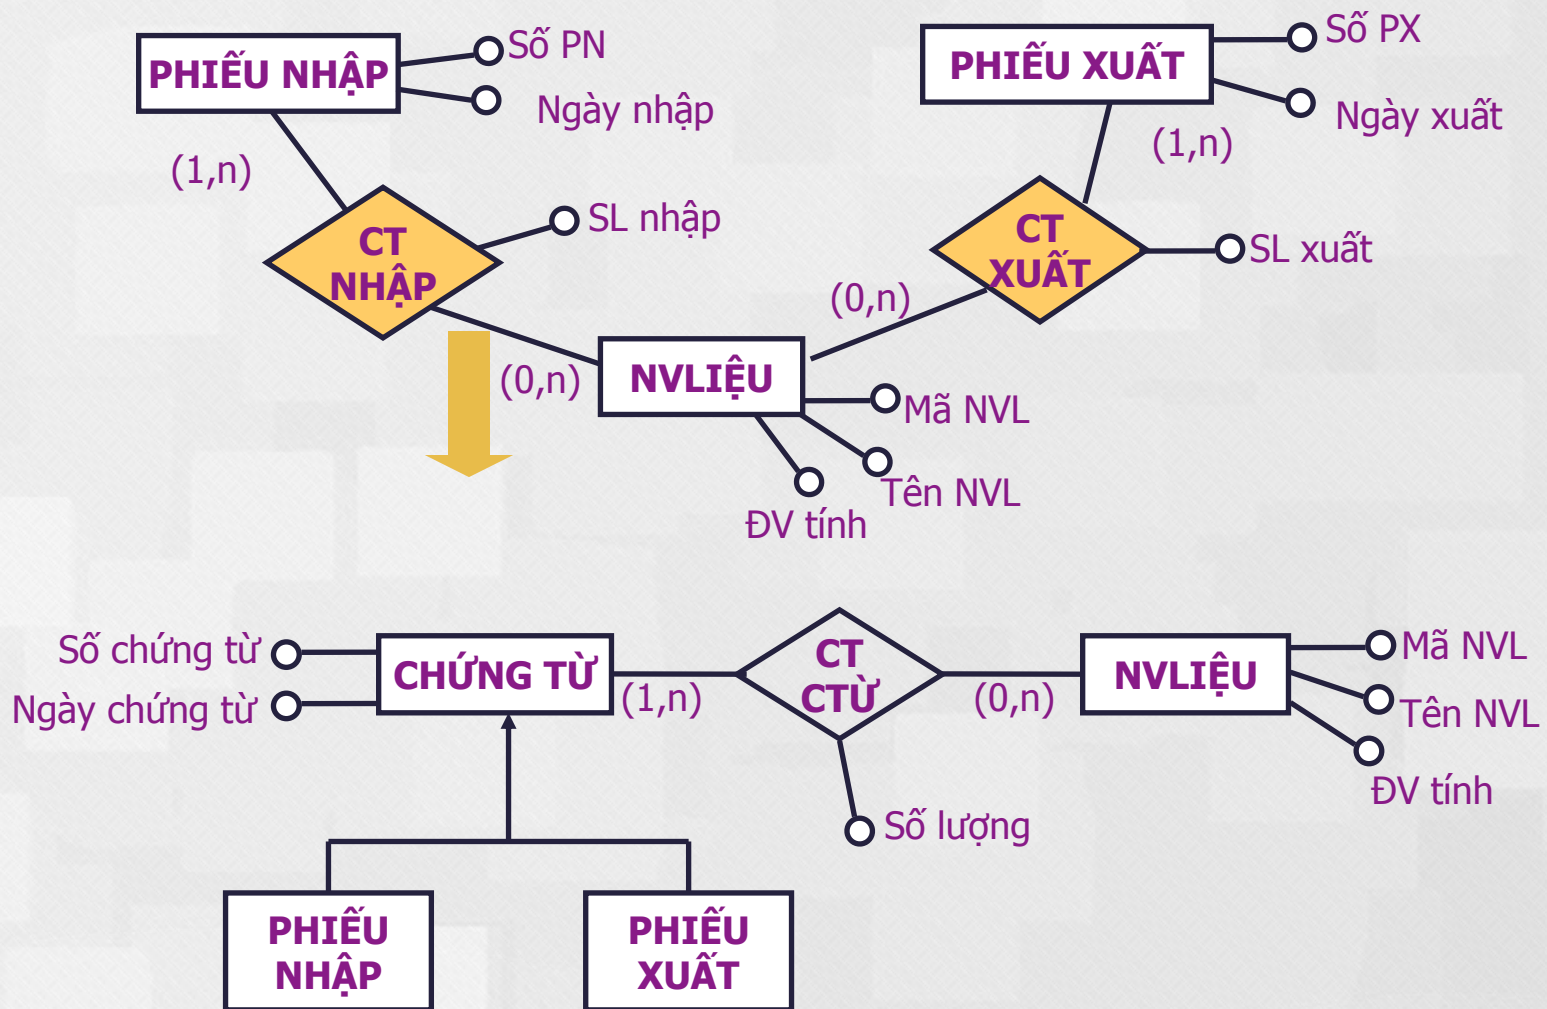 PHIẾU NHẬP
Số PN
Ngày nhập
PHIẾU XUẤT
Số PX
Ngày xuất
(1,n)
(1,n)
CT
NHẬP
SL nhập
CT
XUẤT
SL xuất
(0,n)
(0,n)
NVLIỆU
Mã NVL
Tên NVL
ĐV tính
Số chứng từ
Ngày chứng từ
CHỨNG TỪ
(1,n)
CT
CTỪ
(0,n)
NVLIỆU
Mã NVL
Tên NVL
ĐV tính
Số lượng
PHIẾU
NHẬP
PHIẾU
XUẤT